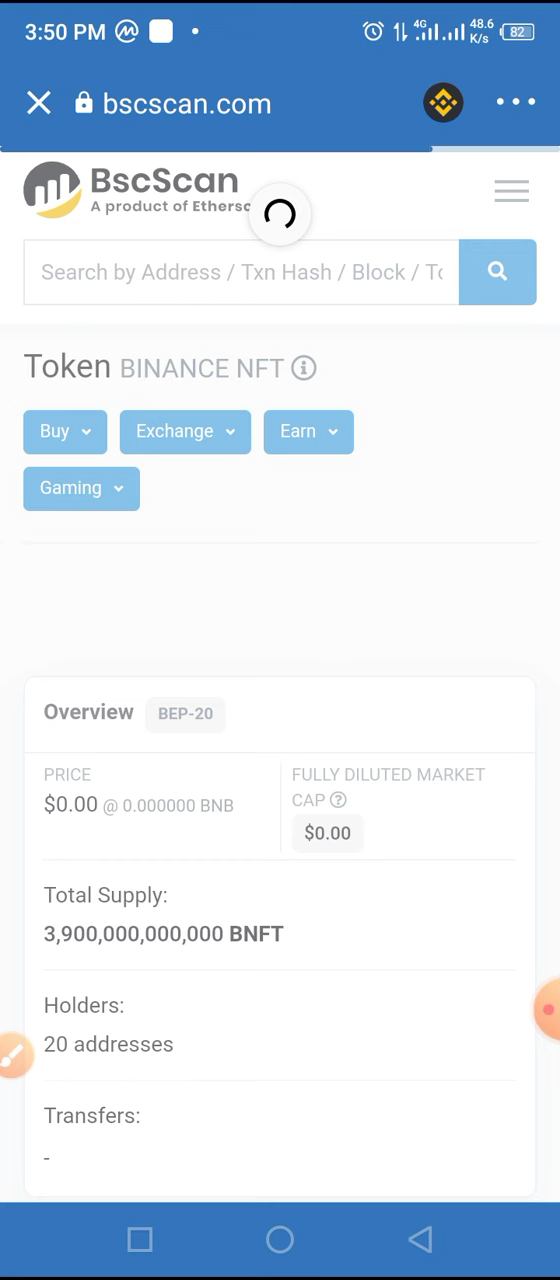 3:50 PM
4G
48.6
K/s
82
bscscan.com
BscScan
A product of Ethersc
Search by Address / Txn Hash / Block / To
Token BINANCE NFT
Buy
Exchange
Earn
Gaming
Overview BEP-20
PRICE
$0.00 @ 0.000000 BNB
FULLY DILUTED MARKET
CAP
$0.00
Total Supply:
3,900,000,000,000 BNFT
Holders:
20 addresses
Transfers:
-